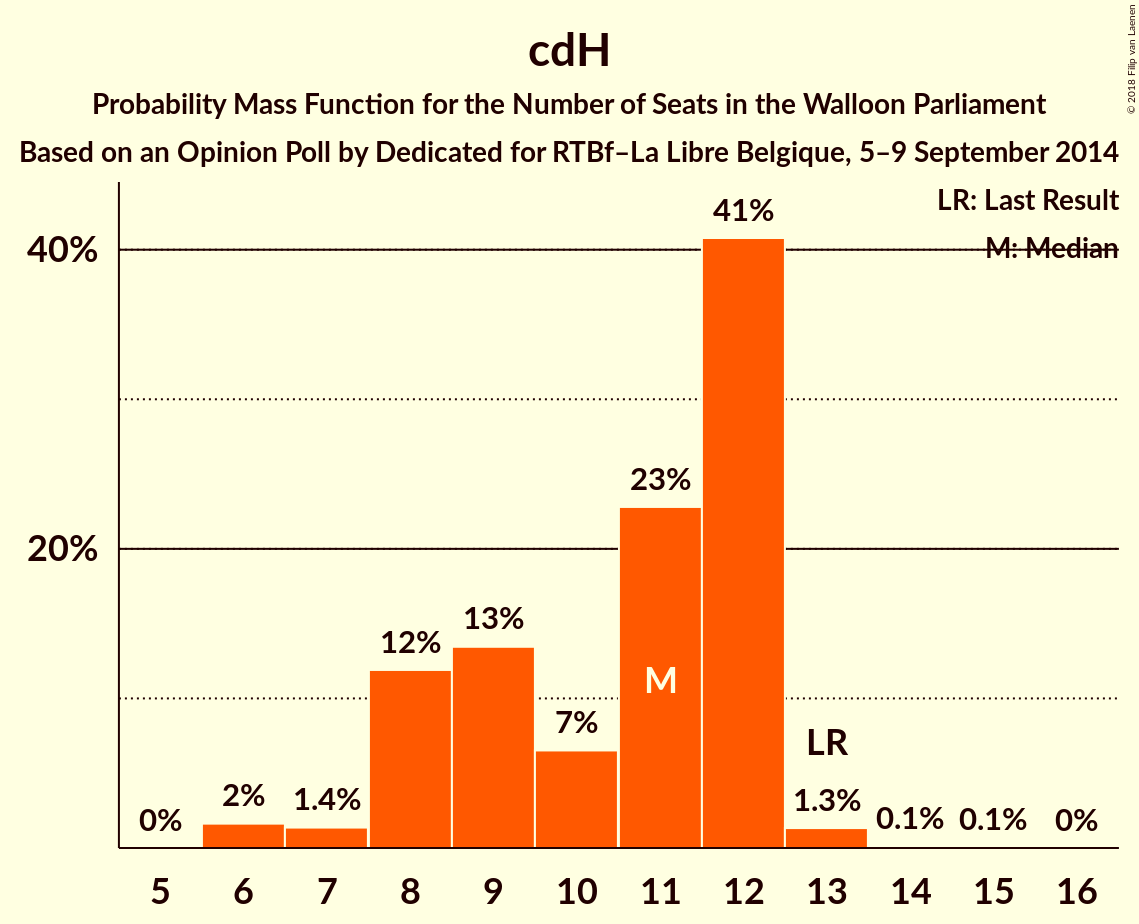 cdH
Probability Mass Function for the Number of Seats in the Walloon Parliament
Based on an Opinion Poll by Dedicated for RTBf–La Libre Belgique, 5–9 September 2014
© 2018 Filip van Laenen
LR: Last Result
M: Median
40%
20%
0%
2%
1.4%
12%
13%
7%
23%
41%
1.3%
0.1%
0.1%
0%
M
LR
5 6 7 8 9 10 11 12 13 14 15 16